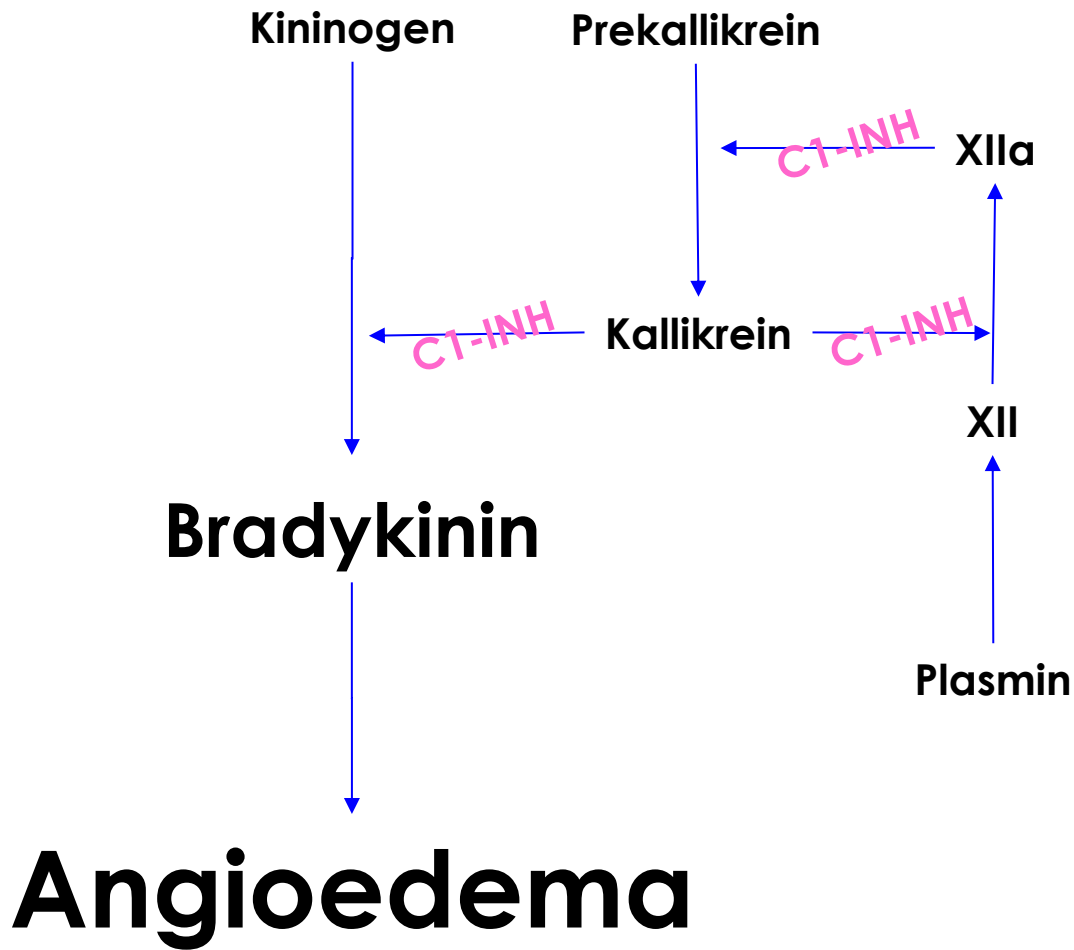 Kininogen
Prekallikrein
C1-INH
XIIa
C1-INH
Kallikrein
C1-INH
XII
Bradykinin
Plasmin
Angioedema